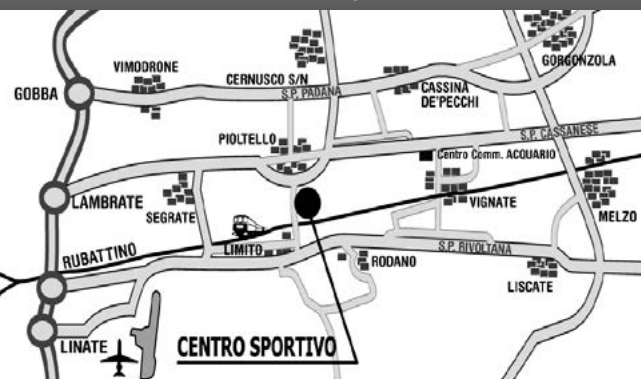 GORGONZOLA
VIMODRONE
CERNUSCO S/N
GOBBA
S.P. PADANA
CASSINA
DE'PECCHI
S.P. CASSANESE
PIOLTELLO
Centro Comm. ACQUARIO
LAMBRATE
SEGRATE
VIGNATE
MELZO
RUBATTINO
LIMITO
S.P. RIVOLTANA
RODANO
LISCATE
LINATE
CENTRO SPORTIVO